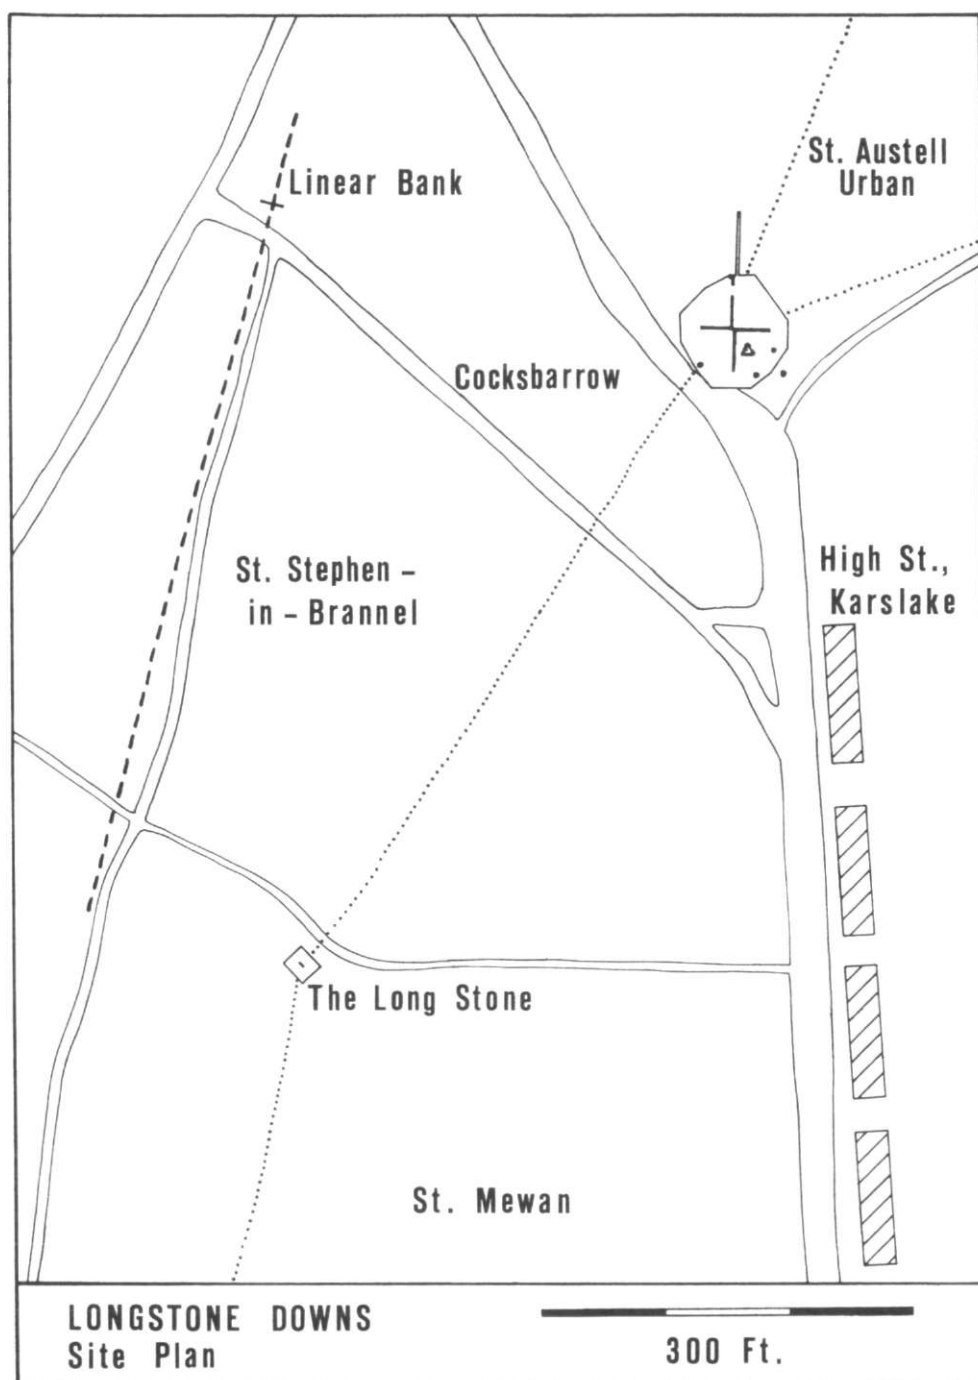 St. Austell
Urban
Linear Bank
Cocksbarrow
St. Stephen –
in – Brannel
High St.,
Karslake
The Long Stone
St. Mewan
LONGSTONE DOWNS
Site Plan
300 Ft.